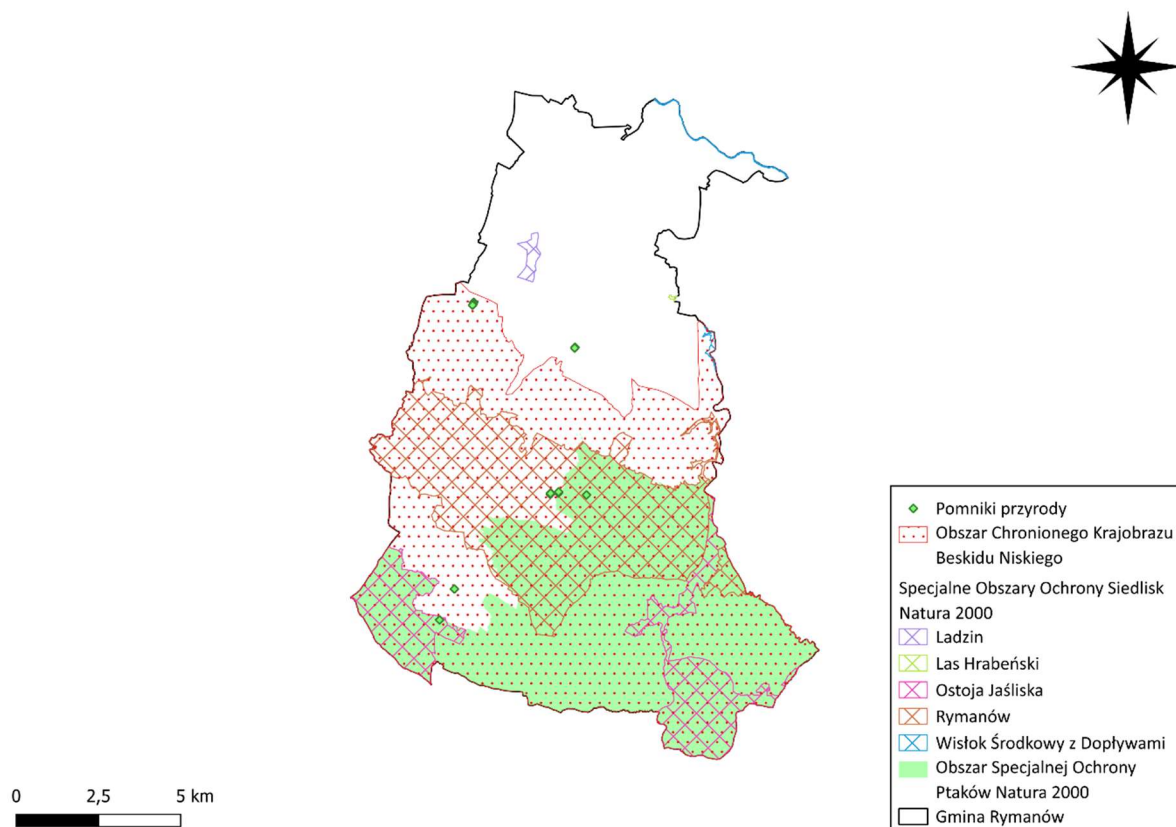 Pomniki przyrody
Obszar Chronionego Krajobrazu
Beskidu Niskiego
Specjalne Obszary Ochrony Siedlisk
Natura 2000
Ladzin
Las Hrabeński
Ostoja Jaśliska
Rymanów
Wisłok Środkowy z Dopływami
Obszar Specjalnej Ochrony
Ptaków Natura 2000
Gmina Rymanów
0 2,5 5 km